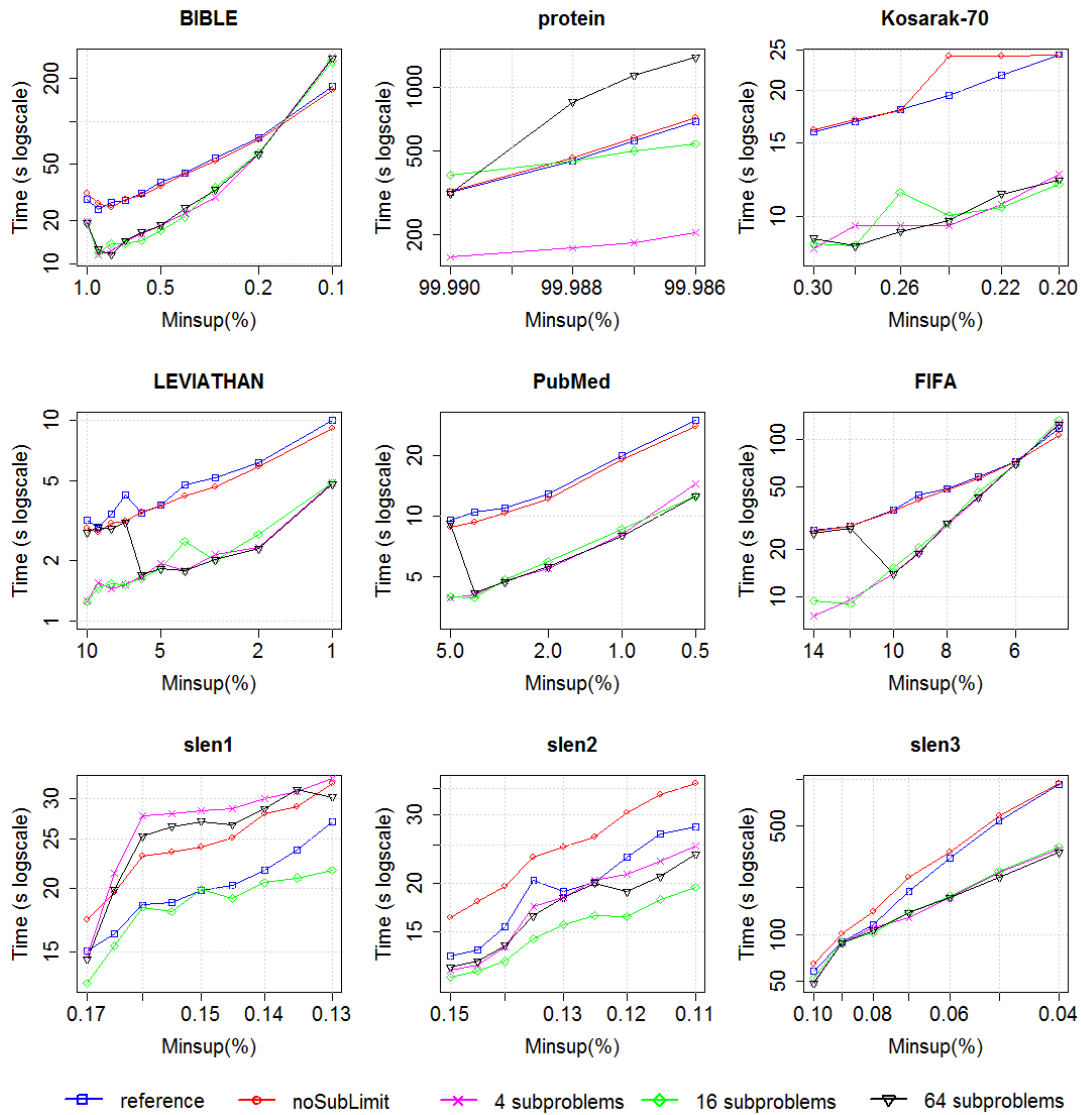 BIBLE
Time (s logscale)
200
50
20
10
1.0
0.5
0.2
0.1
Minsup(%)
protein
Time (s logscale)
1000
500
200
99.990
99.988
99.986
Minsup(%)
Kosarak-70
Time (s logscale)
25
20
15
10
0.30
0.26
0.22
0.20
Minsup(%)
LEVIATHAN
Time (s logscale)
10
5
2
1
10
5
2
1
Minsup(%)
PubMed
Time (s logscale)
20
10
5
5.0
2.0
1.0
0.5
Minsup(%)
FIFA
Time (s logscale)
100
50
20
10
14
10
8
6
Minsup(%)
slen1
Time (s logscale)
30
25
20
15
0.17
0.15
0.14
0.13
Minsup(%)
slen2
Time (s logscale)
30
20
15
0.15
0.13
0.12
0.11
Minsup(%)
slen3
Time (s logscale)
500
100
50
0.10
0.08
0.06
0.04
Minsup(%)
reference noSubLimit 4 subproblems 16 subproblems 64 subproblems